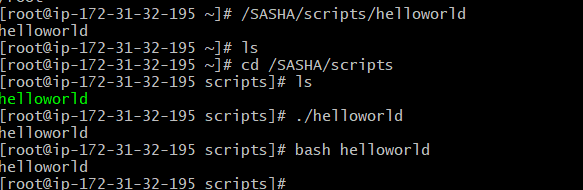 [root@ip-172-31-32-195 ~]# /SASHA/scripts/helloworld
helloworld
[root@ip-172-31-32-195 ~]# ls
[root@ip-172-31-32-195 ~]# cd /SASHA/scripts
[root@ip-172-31-32-195 scripts]# ls
helloworld
[root@ip-172-31-32-195 scripts]# ./helloworld
helloworld
[root@ip-172-31-32-195 scripts]# bash helloworld
helloworld
[root@ip-172-31-32-195 scripts]#